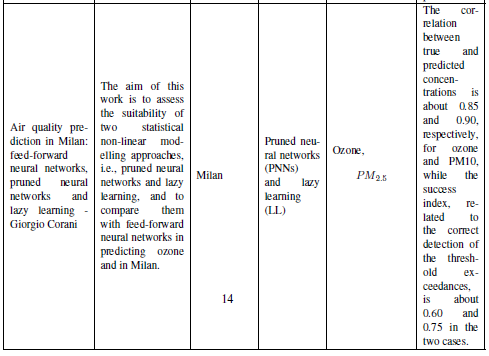 Air quality pre-
diction in Milan:
feed-forward
neural networks,
pruned neural
networks and
lazy learning -
Giorgio Corani
The aim of this
work is to assess
the suitability of
two statistical
non-linear mod-
elling approaches,
i.e., pruned neural
networks and lazy
learning, and to
compare them
with feed-forward
neural networks in
predicting ozone
and in Milan.
Milan
Pruned neu-
ral networks
(PNNs)
and lazy
learning
(LL)
Ozone,
PM2.5
The cor-
relation
between
true and
predicted
concen-
trations is
about 0.85
and 0.90,
respectively,
for ozone
and PM10,
while the
success
index, re-
lated to
the correct
detection of
the thresh-
old ex-
ceedances,
is about
0.60 and
0.75 in the
two cases.
14